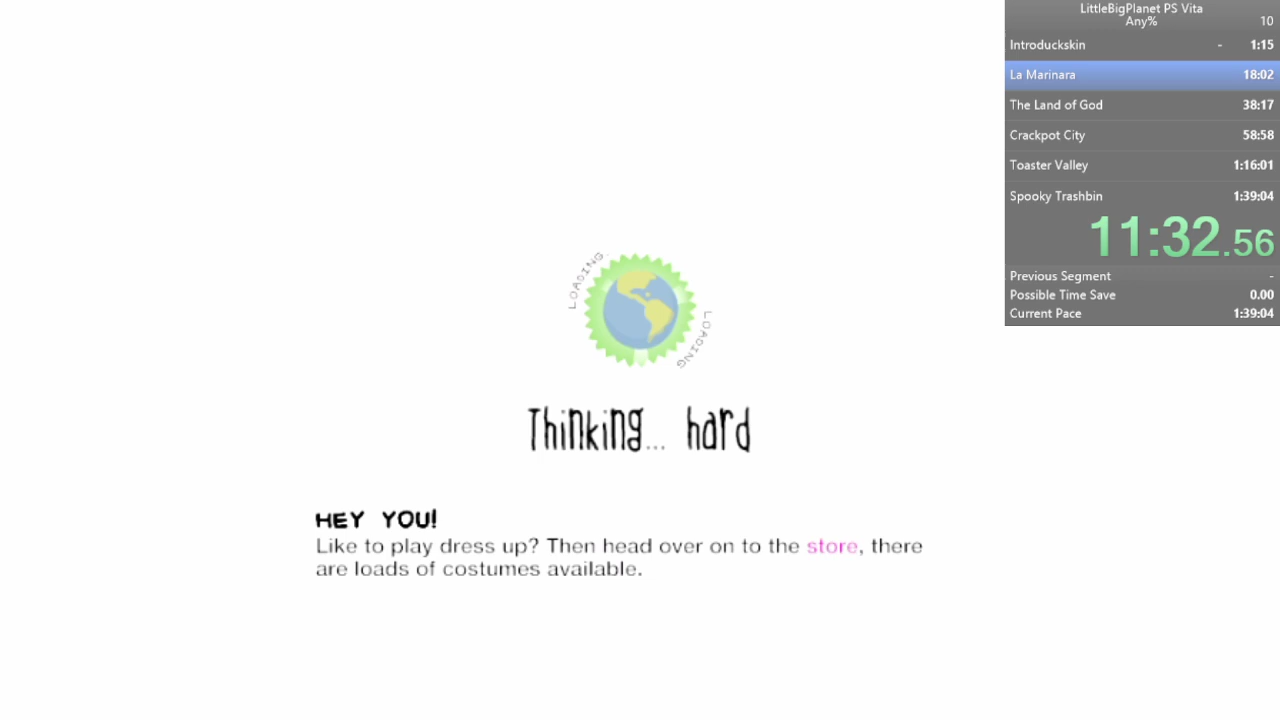 LittleBigPlanet PS Vita
Any%
10
Introduckskin - 1:15
La Marinara 18:02
The Land of God 38:17
Crackpot City 58:58
Toaster Valley 1:16:01
Spooky Trashbin 1:39:04
11:32.56
Previous Segment -
Possible Time Save 0.00
Current Pace 1:39:04
LOADING
LOADING
Thinking... hard
HEY YOU!
Like to play dress up? Then head over on to the store, there
are loads of costumes available.